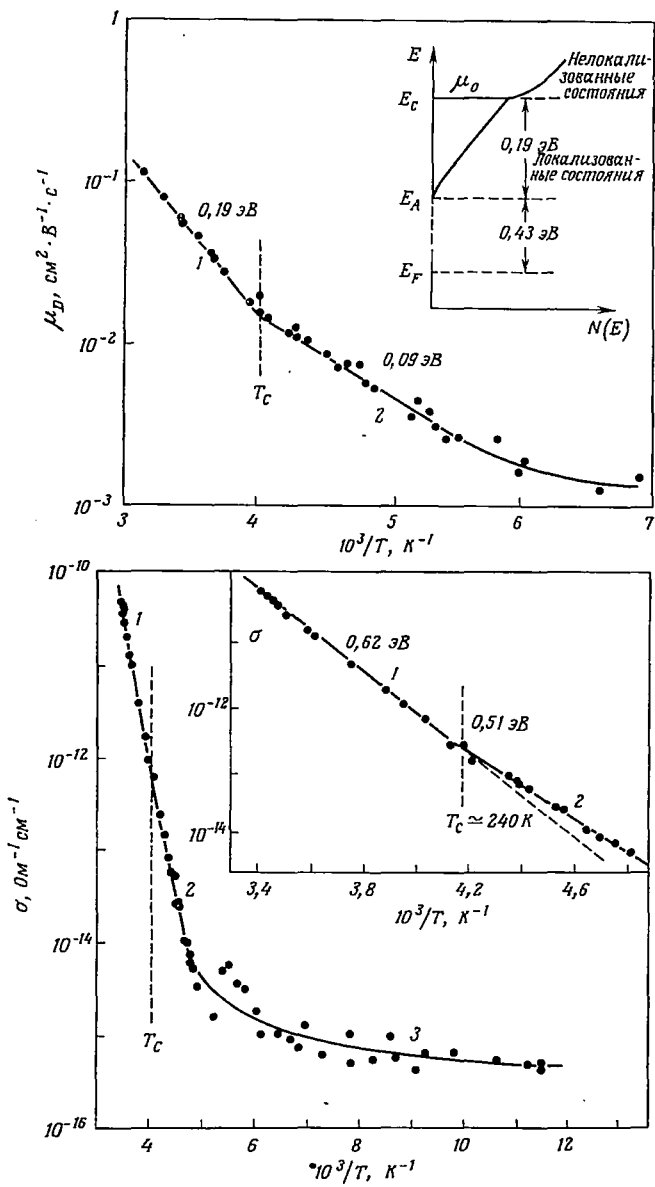 1
10⁻¹
10⁻²
10⁻³
μ_D, см²·В⁻¹·с⁻¹
0,19 эВ
1
T_C
0,09 эВ
2
3
4
5
6
7
10³/T, К⁻¹
E
μ₀
Нелокали-
зованные
состояния
E_C
0,19 эВ
Локализован-
ные состояния
E_A
0,43 эВ
E_F
N(E)
10⁻¹⁰
10⁻¹²
10⁻¹⁴
10⁻¹⁶
σ, Ом⁻¹см⁻¹
1
2
T_C
3
4
6
8
10
12
10³/T, К⁻¹
σ
10⁻¹²
10⁻¹⁴
0,62 эВ
1
0,51 эВ
2
T_C ≃ 240 К
3,4
3,8
4,2
4,6
10³/T, К⁻¹